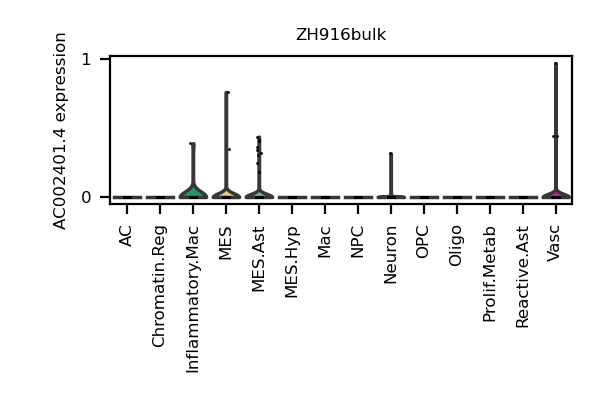 ZH916bulk
AC002401.4 expression
1
0
AC
Chromatin.Reg
Inflammatory.Mac
MES
MES.Ast
MES.Hyp
Mac
NPC
Neuron
OPC
Oligo
Prolif.Metab
Reactive.Ast
Vasc